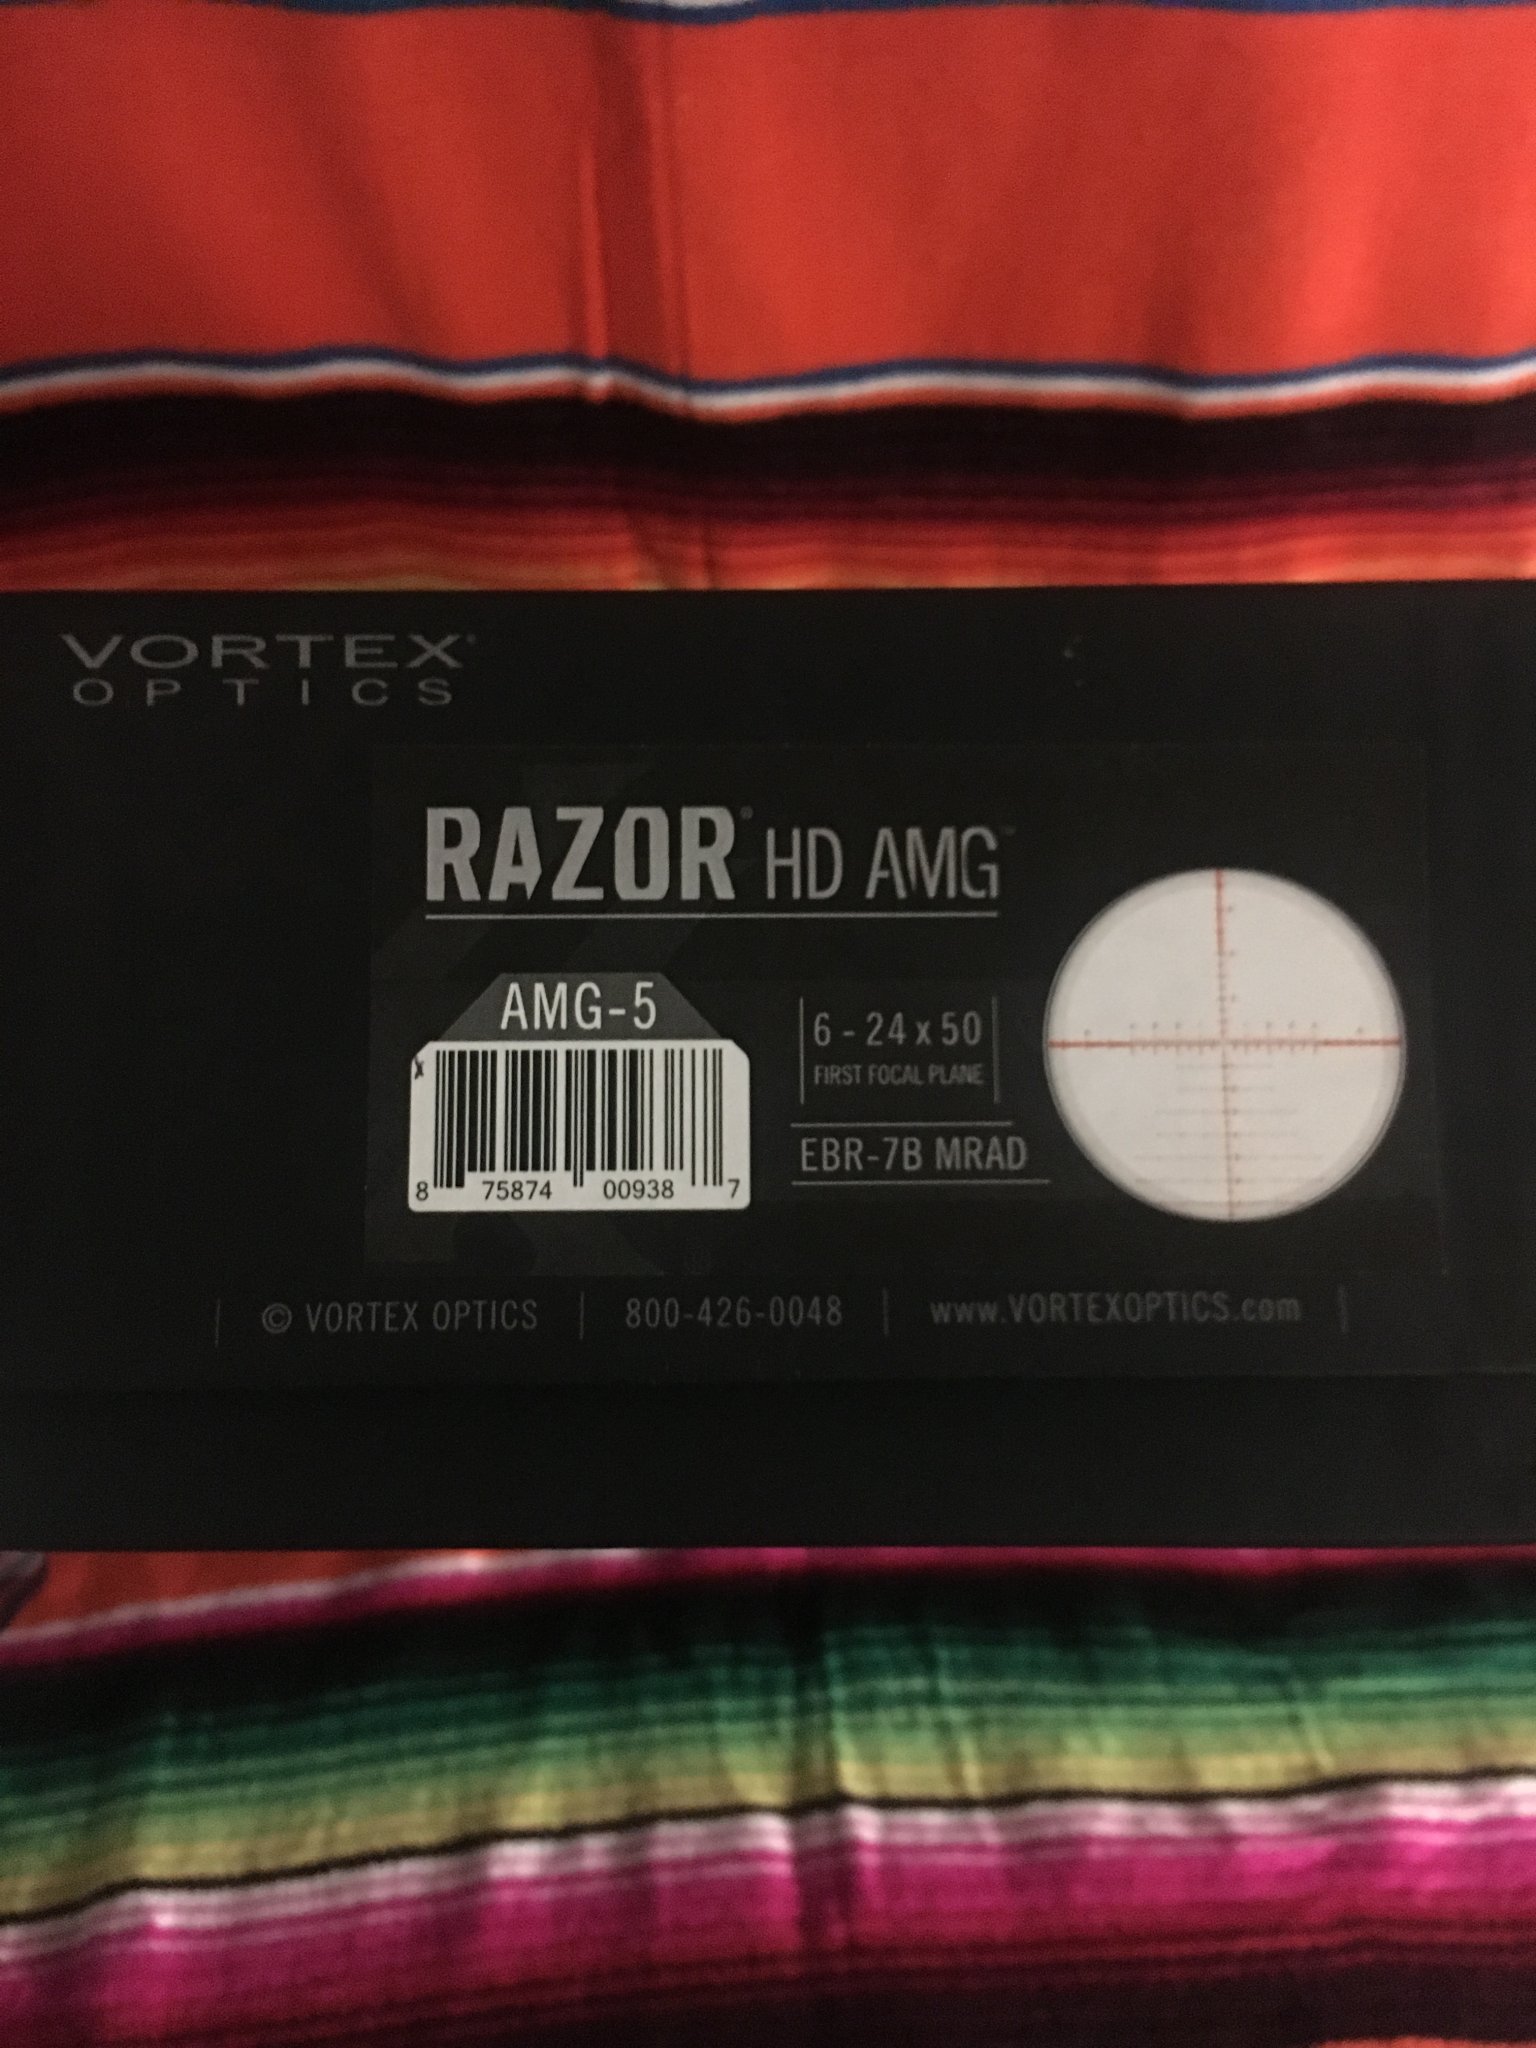 VORTEX®
OPTICS
RAZOR® HD AMG™
AMG-5
6 - 24 x 50
FIRST FOCAL PLANE
EBR-7B MRAD
8 75874 00938 7
© VORTEX OPTICS | 800-426-0048 | www.VORTEXOPTICS.com